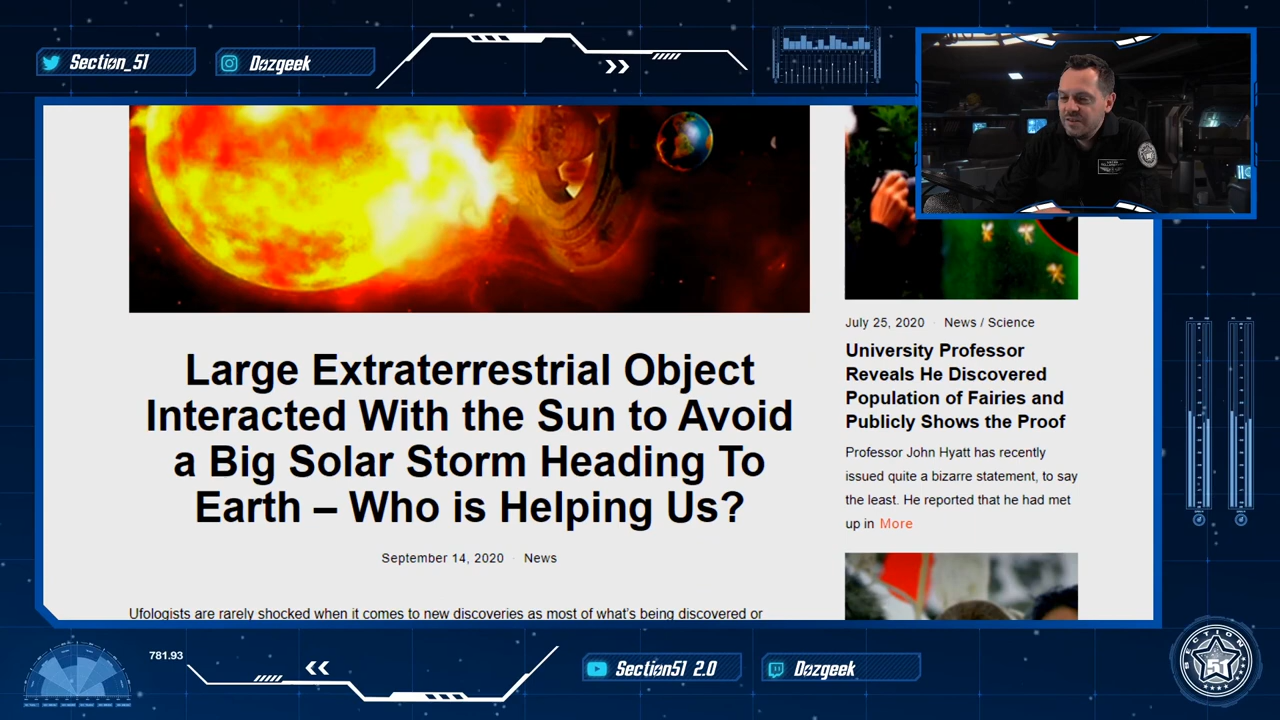 Section_51
Dazgeek
Large Extraterrestrial Object
Interacted With the Sun to Avoid
a Big Solar Storm Heading To
Earth – Who is Helping Us?
September 14, 2020 · News
Ufologists are rarely shocked when it comes to new discoveries as most of what's being discovered or
July 25, 2020 · News / Science
University Professor
Reveals He Discovered
Population of Fairies and
Publicly Shows the Proof
Professor John Hyatt has recently
issued quite a bizarre statement, to say
the least. He reported that he had met
up in More
781.93
Section51 2.0
Dazgeek
SECTION
51